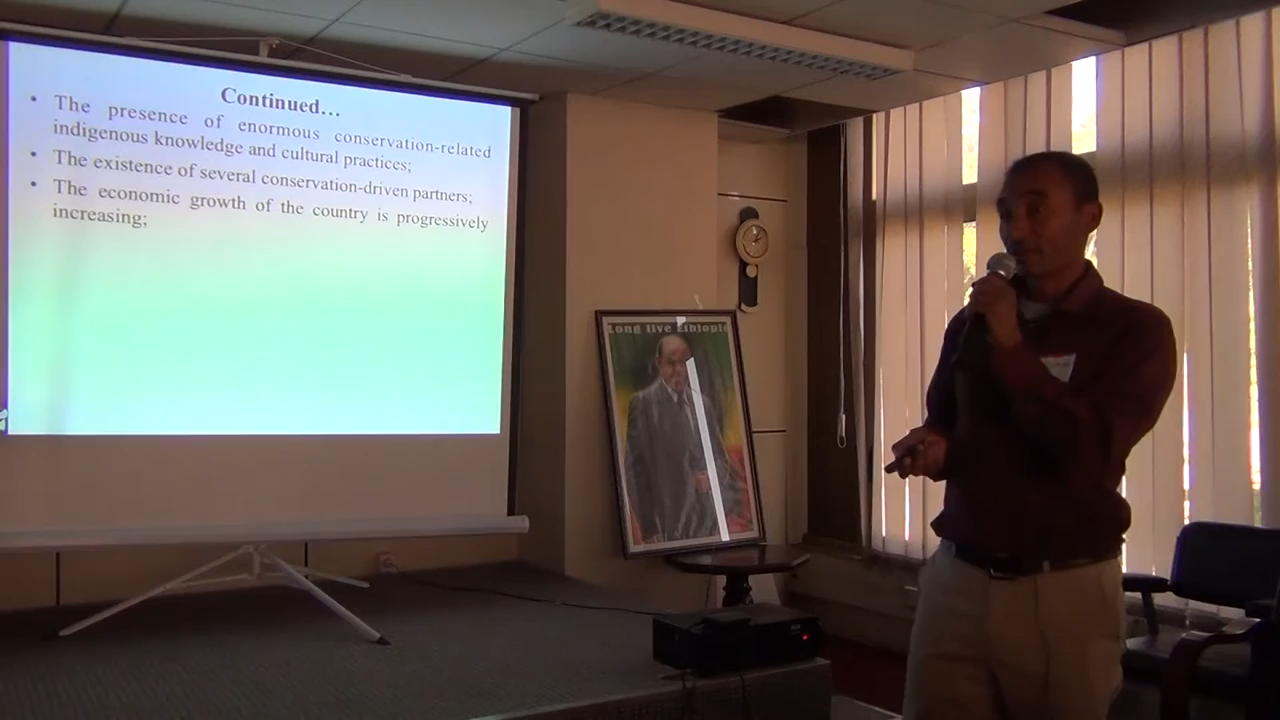 Continued…
• The presence of enormous conservation-related
indigenous knowledge and cultural practices;
• The existence of several conservation-driven partners;
• The economic growth of the country is progressively
increasing;
Long live Ethiopia